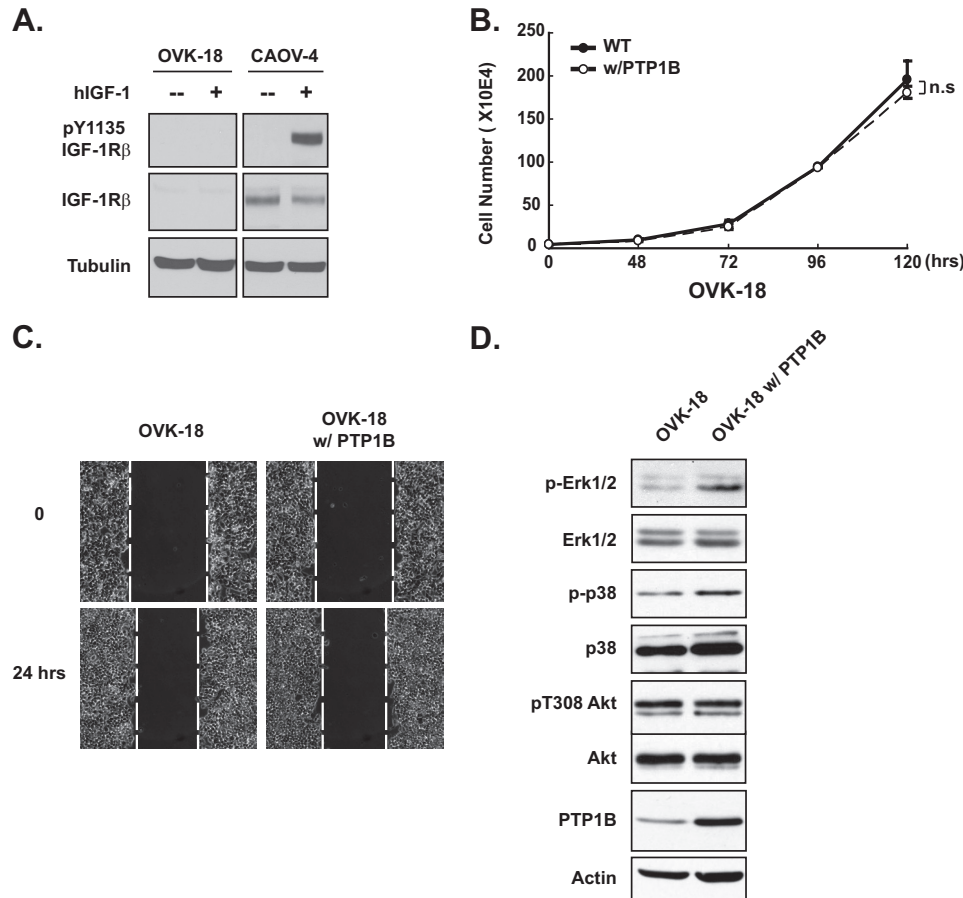 A.
OVK-18 CAOV-4
hIGF-1 -- + -- +
pY1135
IGF-1Rβ
IGF-1Rβ
Tubulin
B.
Cell Number ( X10E4)
250
200
150
100
50
0
WT
w/PTP1B
n.s
0 48 72 96 120 (hrs)
OVK-18
C.
OVK-18
OVK-18
w/ PTP1B
0
24 hrs
D.
OVK-18
OVK-18 w/ PTP1B
p-Erk1/2
Erk1/2
p-p38
p38
pT308 Akt
Akt
PTP1B
Actin